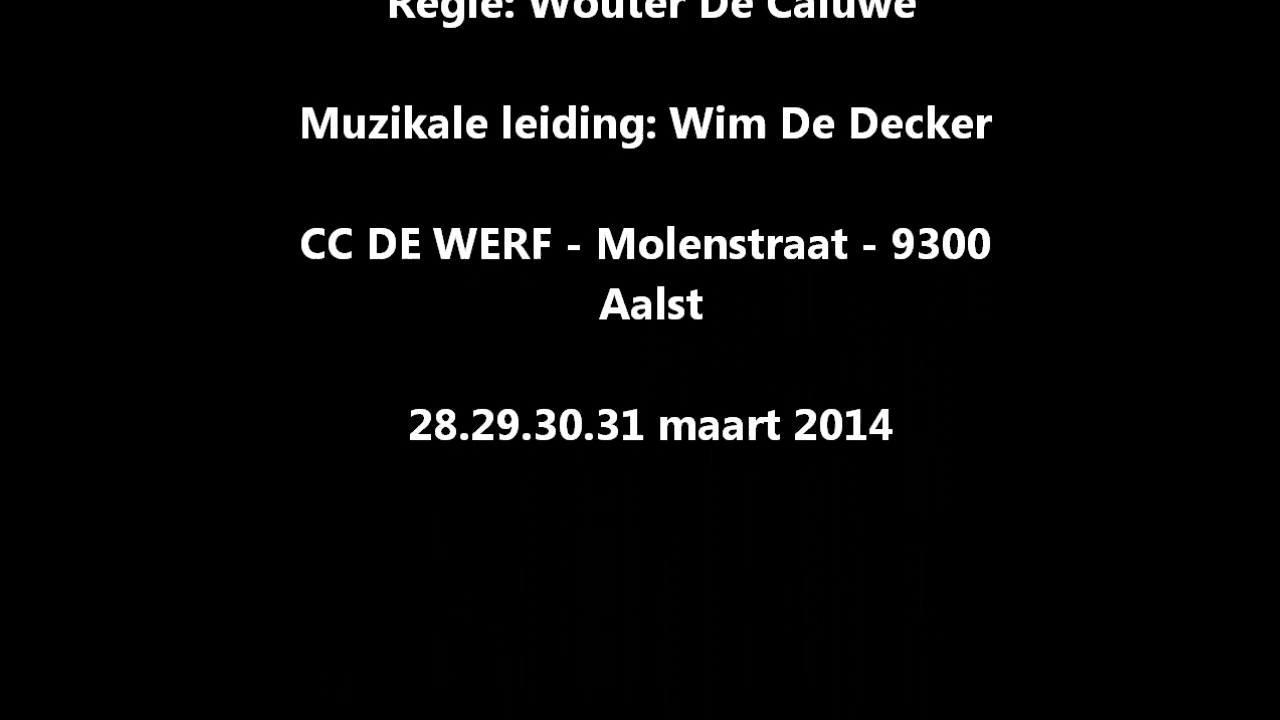 Regie: Wouter De Caluwe
Muzikale leiding: Wim De Decker
CC DE WERF - Molenstraat - 9300
Aalst
28.29.30.31 maart 2014